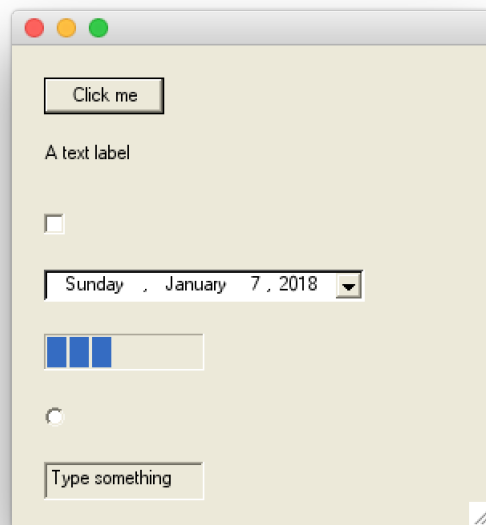 Click me
A text label
Sunday , January 7 , 2018
Type something